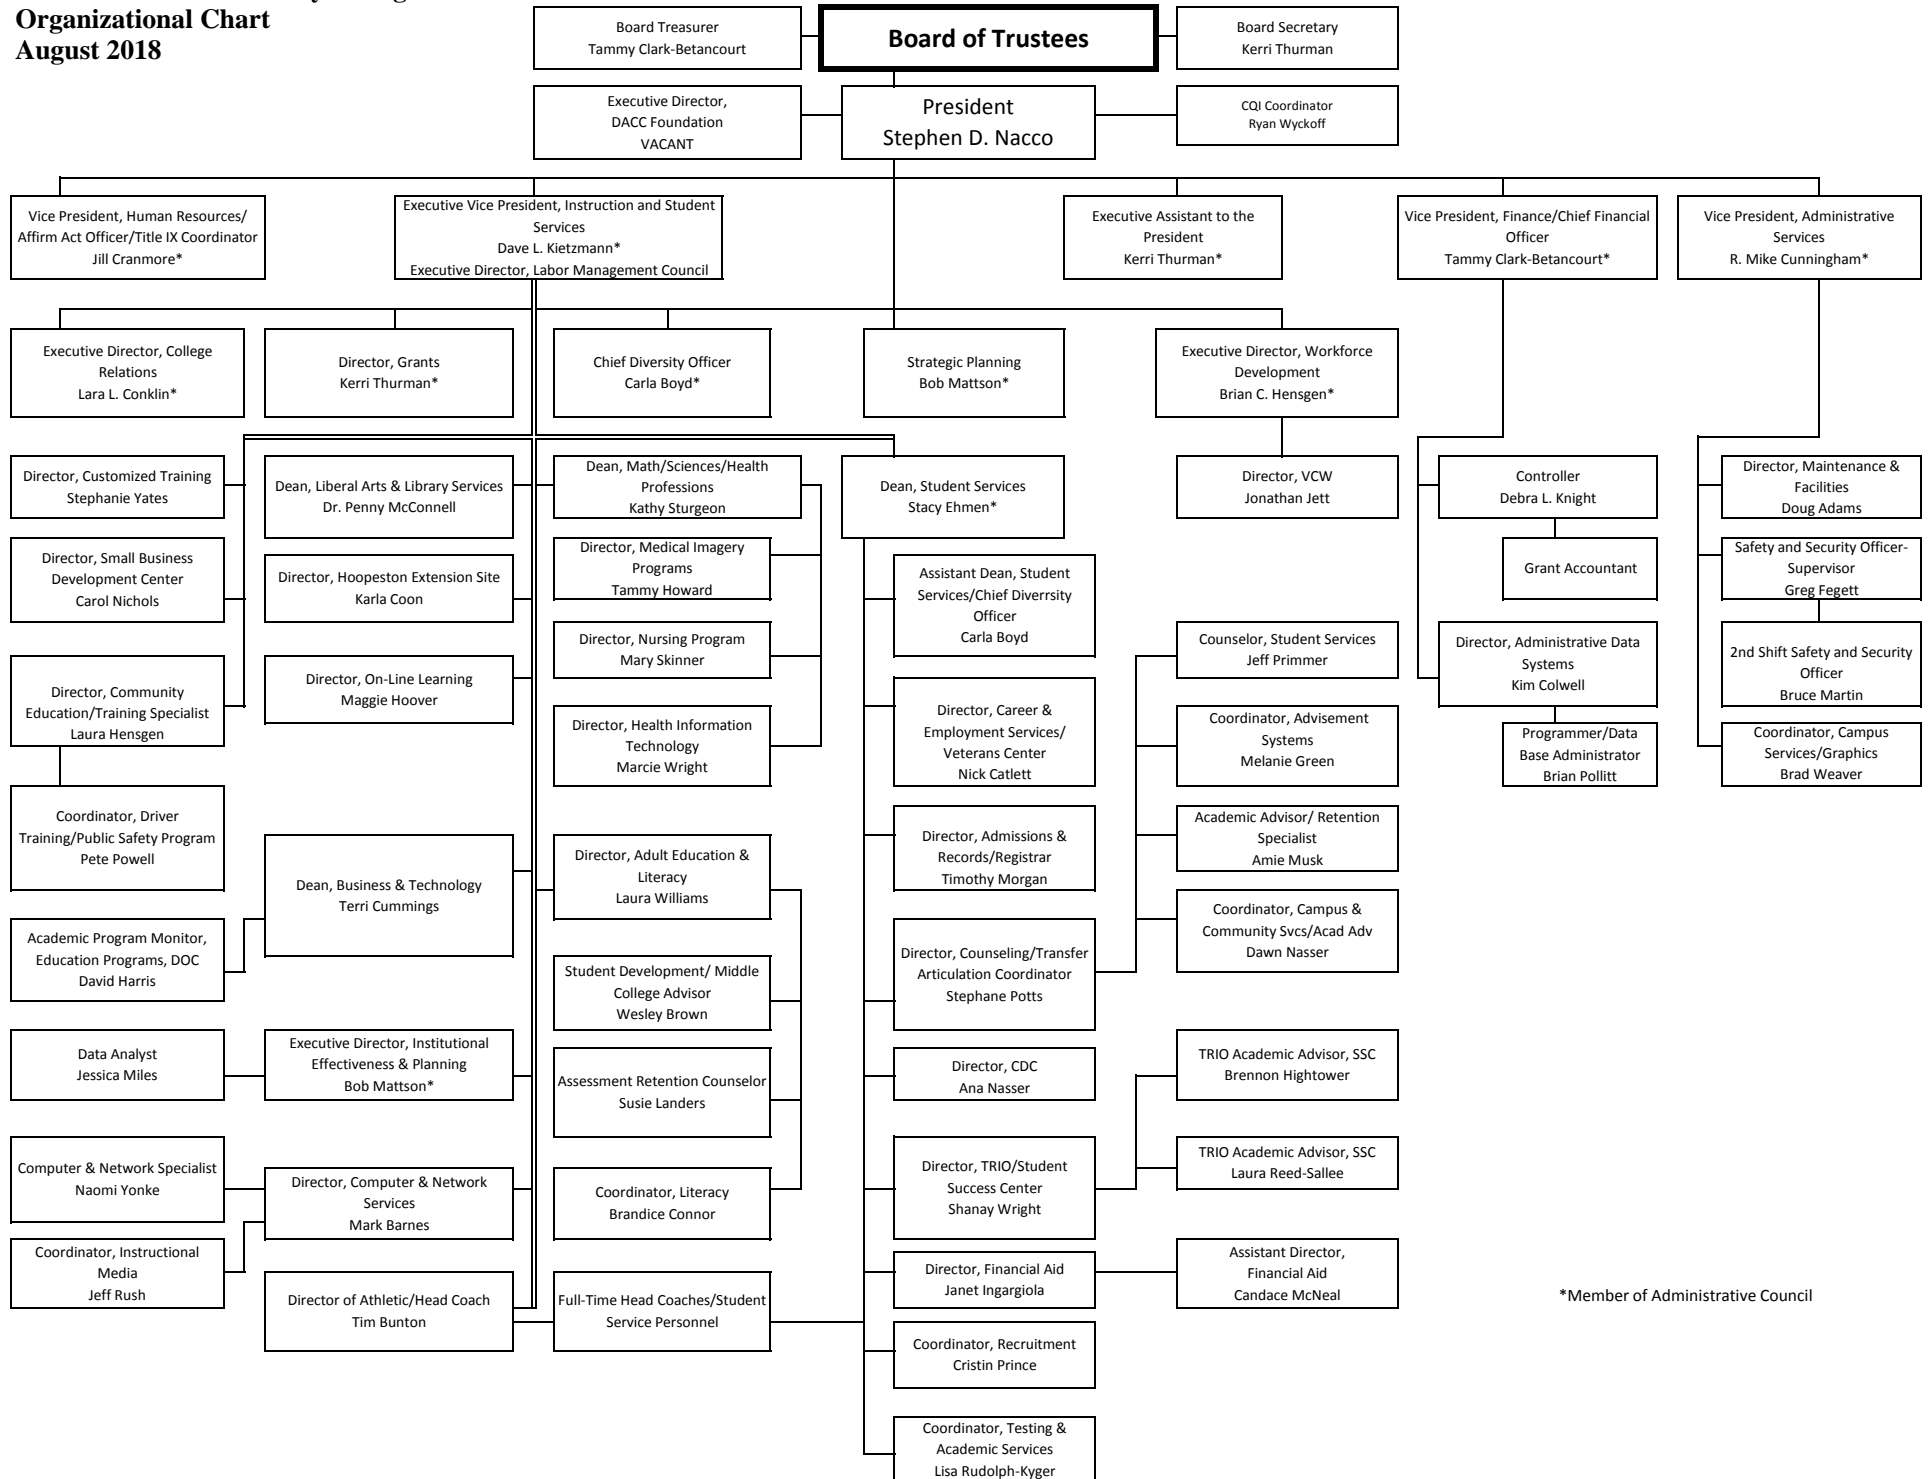 Organizational Chart
August 2018
Board Treasurer
Tammy Clark-Betancourt
Board of Trustees
Board Secretary
Kerri Thurman
Executive Director,
DACC Foundation
VACANT
President
Stephen D. Nacco
CQI Coordinator
Ryan Wyckoff
Vice President, Human Resources/
Affirm Act Officer/Title IX Coordinator
Jill Cranmore*
Executive Vice President, Instruction and Student
Services
Dave L. Kietzmann*
Executive Director, Labor Management Council
Executive Assistant to the
President
Kerri Thurman*
Vice President, Finance/Chief Financial
Officer
Tammy Clark-Betancourt*
Vice President, Administrative
Services
R. Mike Cunningham*
Executive Director, College
Relations
Lara L. Conklin*
Director, Grants
Kerri Thurman*
Chief Diversity Officer
Carla Boyd*
Strategic Planning
Bob Mattson*
Executive Director, Workforce
Development
Brian C. Hensgen*
Director, Customized Training
Stephanie Yates
Dean, Liberal Arts & Library Services
Dr. Penny McConnell
Dean, Math/Sciences/Health
Professions
Kathy Sturgeon
Dean, Student Services
Stacy Ehmen*
Director, VCW
Jonathan Jett
Controller
Debra L. Knight
Director, Maintenance &
Facilities
Doug Adams
Director, Small Business
Development Center
Carol Nichols
Director, Hoopeston Extension Site
Karla Coon
Director, Medical Imagery
Programs
Tammy Howard
Assistant Dean, Student
Services/Chief Diverrsity
Officer
Carla Boyd
Grant Accountant
Safety and Security Officer-
Supervisor
Greg Fegett
Director, Community
Education/Training Specialist
Laura Hensgen
Director, On-Line Learning
Maggie Hoover
Director, Nursing Program
Mary Skinner
Counselor, Student Services
Jeff Primmer
Director, Administrative Data
Systems
Kim Colwell
2nd Shift Safety and Security
Officer
Bruce Martin
Director, Health Information
Technology
Marcie Wright
Director, Career &
Employment Services/
Veterans Center
Nick Catlett
Coordinator, Advisement
Systems
Melanie Green
Programmer/Data
Base Administrator
Brian Pollitt
Coordinator, Campus
Services/Graphics
Brad Weaver
Coordinator, Driver
Training/Public Safety Program
Pete Powell
Dean, Business & Technology
Terri Cummings
Director, Adult Education &
Literacy
Laura Williams
Director, Admissions &
Records/Registrar
Timothy Morgan
Academic Advisor/ Retention
Specialist
Amie Musk
Academic Program Monitor,
Education Programs, DOC
David Harris
Student Development/ Middle
College Advisor
Wesley Brown
Director, Counseling/Transfer
Articulation Coordinator
Stephane Potts
Coordinator, Campus &
Community Svcs/Acad Adv
Dawn Nasser
Data Analyst
Jessica Miles
Executive Director, Institutional
Effectiveness & Planning
Bob Mattson*
Assessment Retention Counselor
Susie Landers
Director, CDC
Ana Nasser
TRIO Academic Advisor, SSC
Brennon Hightower
Computer & Network Specialist
Naomi Yonke
Director, Computer & Network
Services
Mark Barnes
Coordinator, Literacy
Brandice Connor
Director, TRIO/Student
Success Center
Shanay Wright
TRIO Academic Advisor, SSC
Laura Reed-Sallee
Coordinator, Instructional
Media
Jeff Rush
Director of Athletic/Head Coach
Tim Bunton
Full-Time Head Coaches/Student
Service Personnel
Director, Financial Aid
Janet Ingargiola
Assistant Director,
Financial Aid
Candace McNeal
*Member of Administrative Council
Coordinator, Recruitment
Cristin Prince
Coordinator, Testing &
Academic Services
Lisa Rudolph-Kyger